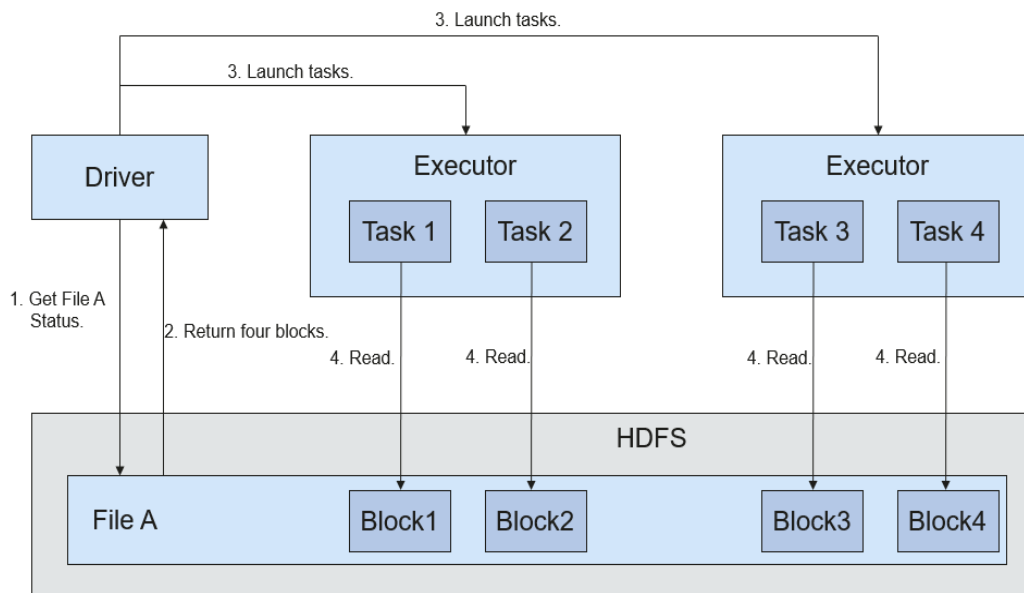 3. Launch tasks.
3. Launch tasks.
Driver
Executor
Executor
Task 1
Task 2
Task 3
Task 4
1. Get File A
Status.
2. Return four blocks.
4. Read.
4. Read.
4. Read.
4. Read.
HDFS
File A
Block1
Block2
Block3
Block4